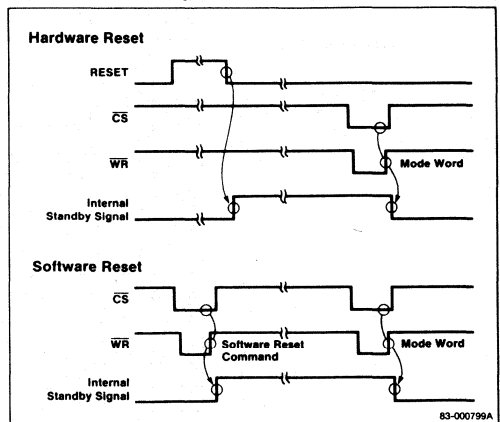 Hardware Reset
RESET
CS
WR
Mode Word
Internal
Standby Signal
Software Reset
CS
WR
Software Reset
Command
Mode Word
Internal
Standby Signal
83-000799A